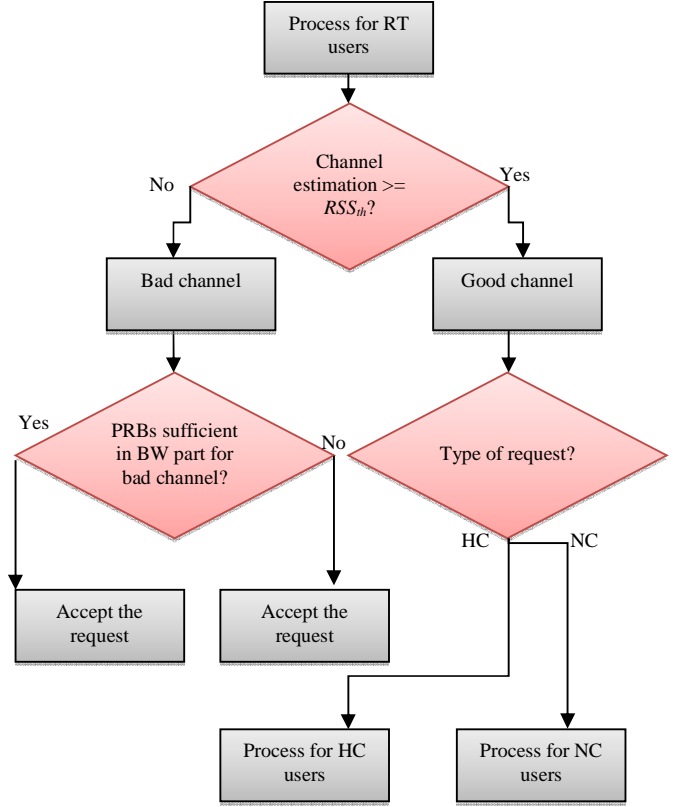 Process for RT
users
Channel
estimation >=
RSSth?
No
Yes
Bad channel
Good channel
Yes
PRBs sufficient
in BW part for
bad channel?
No
Type of request?
HC
NC
Accept the
request
Accept the
request
Process for HC
users
Process for NC
users